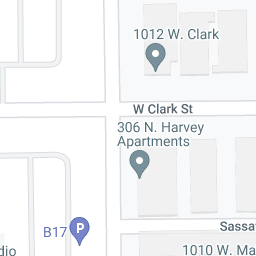 1012 W. Clark
W Clark St
306 N. Harvey
Apartments
B17
P
Sassa
1010 W. Ma
dio